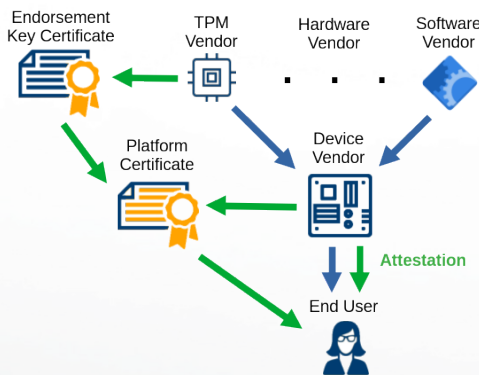 Endorsement
Key Certificate
TPM
Vendor
Hardware
Vendor
Software
Vendor
. . .
Platform
Certificate
Device
Vendor
Attestation
End User